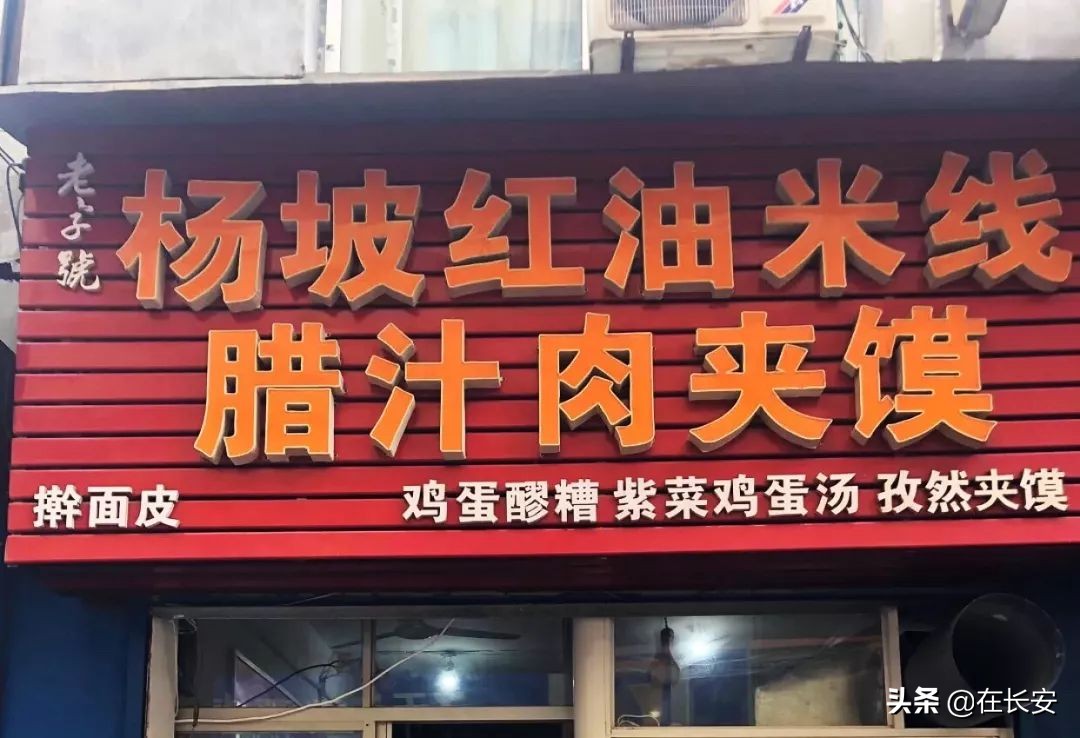 老字號
杨坡红油米线
腊汁肉夹馍
擀面皮 鸡蛋醪糟 紫菜鸡蛋汤 孜然夹馍
头条 @在长安